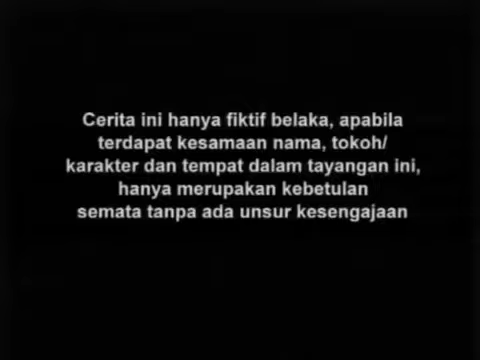 Cerita ini hanya fiktif belaka, apabila
terdapat kesamaan nama, tokoh/
karakter dan tempat dalam tayangan ini,
hanya merupakan kebetulan
semata tanpa ada unsur kesengajaan